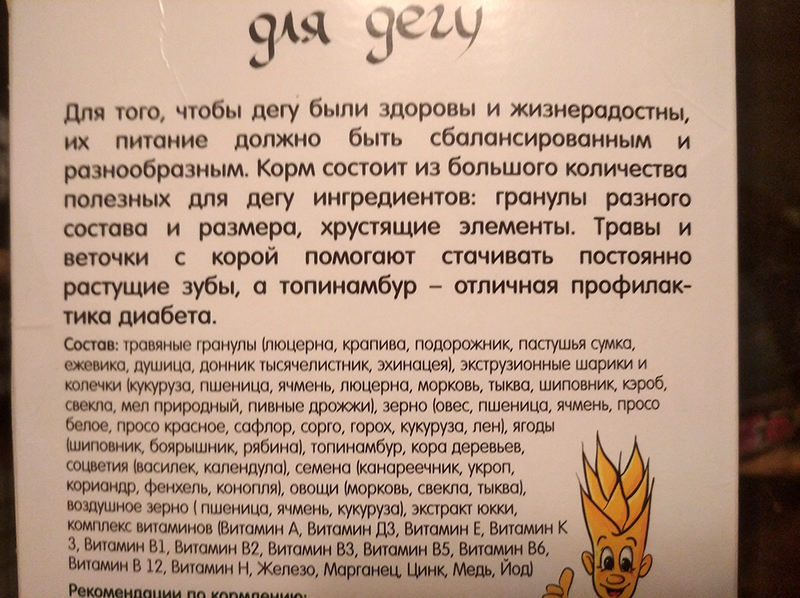 для дегу
Для того, чтобы дегу были здоровы и жизнерадостны,
их питание должно быть сбалансированным и
разнообразным. Корм состоит из большого количества
полезных для дегу ингредиентов: гранулы разного
состава и размера, хрустящие элементы. Травы и
веточки с корой помогают стачивать постоянно
растущие зубы, а топинамбур – отличная профилак-
тика диабета.
Состав: травяные гранулы (люцерна, крапива, подорожник, пастушья сумка,
ежевика, душица, донник тысячелистник, эхинацея), экструзионные шарики и
колечки (кукуруза, пшеница, ячмень, люцерна, морковь, тыква, шиповник, кэроб,
свекла, мел природный, пивные дрожжи), зерно (овес, пшеница, ячмень, просо
белое, просо красное, сафлор, сорго, горох, кукуруза, лен), ягоды
(шиповник, боярышник, рябина), топинамбур, кора деревьев,
соцветия (василек, календула), семена (канареечник, укроп,
кориандр, фенхель, конопля), овощи (морковь, свекла, тыква),
воздушное зерно ( пшеница, ячмень, кукуруза), экстракт юкки,
комплекс витаминов (Витамин А, Витамин Д3, Витамин Е, Витамин К
3, Витамин В1, Витамин В2, Витамин В3, Витамин В5, Витамин В6,
Витамин В 12, Витамин Н, Железо, Марганец, Цинк, Медь, Йод)
Рекомендации по кормлению: